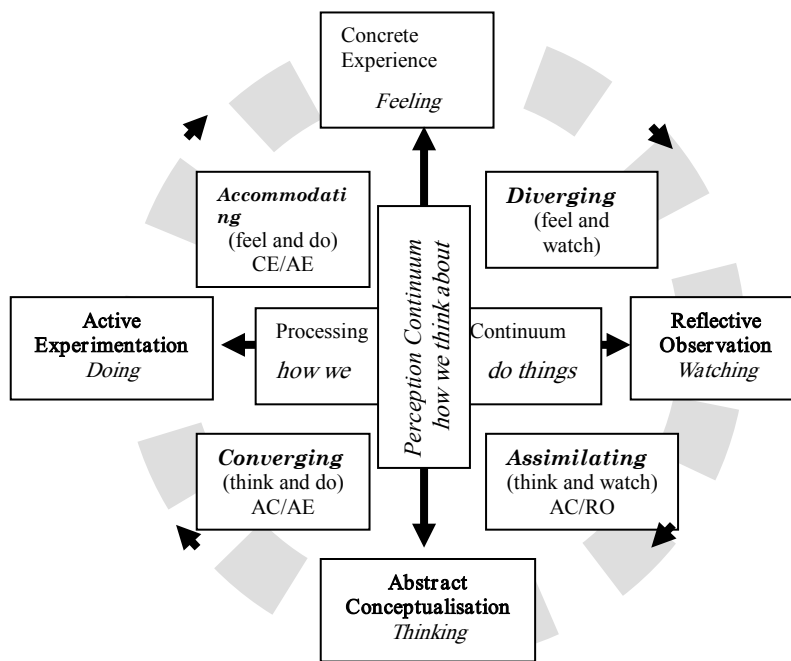 Concrete
Experience
Feeling
Accommodati
ng
(feel and do)
CE/AE
Diverging
(feel and
watch)
Perception Continuum
how we think about
Active
Experimentation
Doing
Processing
how we
Continuum
do things
Reflective
Observation
Watching
Converging
(think and do)
AC/AE
Assimilating
(think and watch)
AC/RO
Abstract
Conceptualisation
Thinking